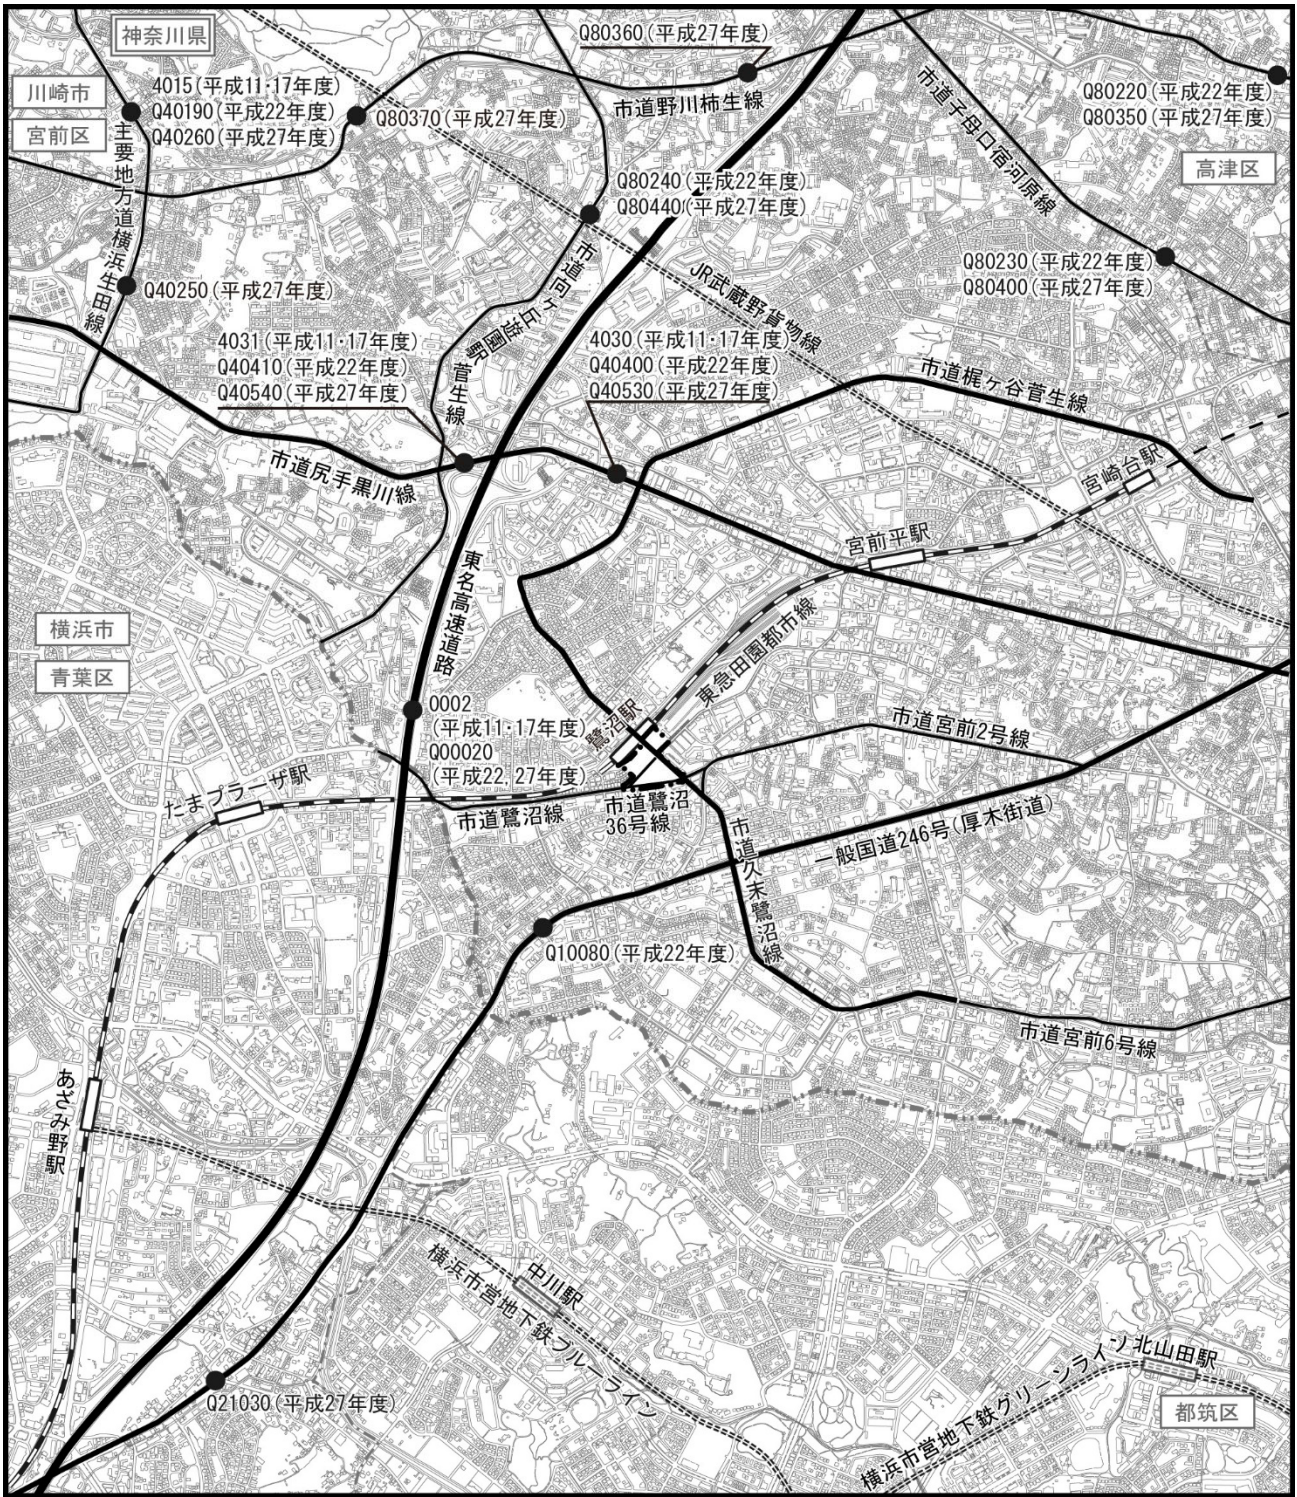 神奈川県
川崎市
宮前区
4015(平成11・17年度)
Q40190(平成22年度)
Q40260(平成27年度)
Q80370(平成27年度)
Q80360(平成27年度)
市道野川柿生線
市道子母口宿河原線
Q80220(平成22年度)
Q80350(平成27年度)
高津区
主要地方道横浜生田線
Q80240(平成22年度)
Q80440(平成27年度)
市道向ヶ丘遊園駅菅生線
JR武蔵野貨物線
Q80230(平成22年度)
Q80400(平成27年度)
Q40250(平成27年度)
4031(平成11・17年度)
Q40410(平成22年度)
Q40540(平成27年度)
4030(平成11・17年度)
Q40400(平成22年度)
Q40530(平成27年度)
市道梶ヶ谷菅生線
市道尻手黒川線
宮崎台駅
宮前平駅
東名高速道路
東急田園都市線
横浜市
青葉区
0002
(平成11・17年度)
Q00020
(平成22,27年度)
鷺沼駅
市道宮前2号線
たまプラーザ駅
市道鷺沼線
市道鷺沼
36号線
市道久末鷺沼線
一般国道246号(厚木街道)
Q10080(平成22年度)
市道宮前6号線
あざみ野駅
中川駅
横浜市営地下鉄ブルーライン
Q21030(平成27年度)
北山田駅
横浜市営地下鉄グリーンライン
都筑区